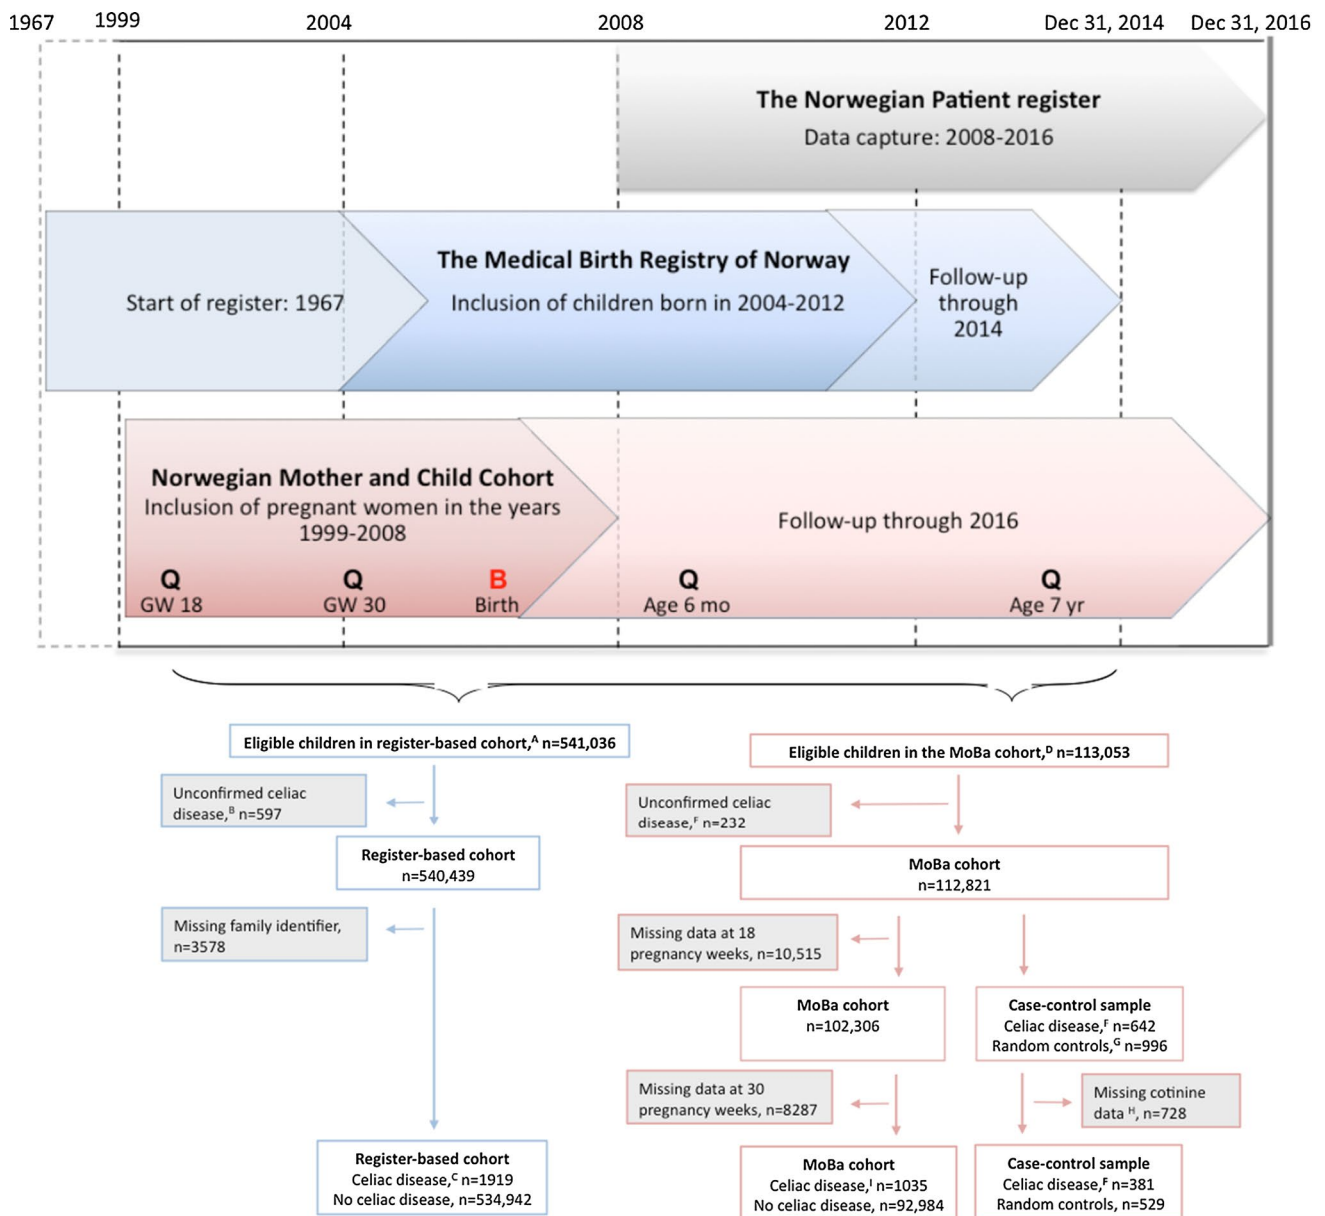 1967 1999 2004 2008 2012 Dec 31, 2014 Dec 31, 2016
The Norwegian Patient register
Data capture: 2008-2016
Start of register: 1967
The Medical Birth Registry of Norway
Inclusion of children born in 2004-2012
Follow-up
through
2014
Norwegian Mother and Child Cohort
Inclusion of pregnant women in the years
1999-2008
Follow-up through 2016
Q
GW 18
Q
GW 30
B
Birth
Q
Age 6 mo
Q
Age 7 yr
Eligible children in register-based cohort,A n=541,036
Unconfirmed celiac
disease,B n=597
Register-based cohort
n=540,439
Missing family identifier,
n=3578
Register-based cohort
Celiac disease,C n=1919
No celiac disease, n=534,942
Eligible children in the MoBa cohort,D n=113,053
Unconfirmed celiac
disease,F n=232
MoBa cohort
n=112,821
Missing data at 18
pregnancy weeks, n=10,515
MoBa cohort
n=102,306
Case-control sample
Celiac disease,F n=642
Random controls,G n=996
Missing data at 30
pregnancy weeks, n=8287
Missing cotinine
data H, n=728
MoBa cohort
Celiac disease,I n=1035
No celiac disease, n=92,984
Case-control sample
Celiac disease,F n=381
Random controls, n=529